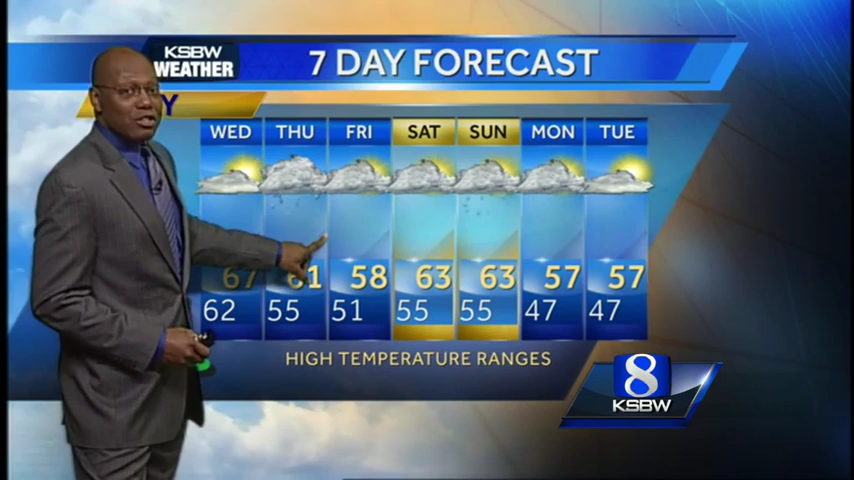 KSBW
WEATHER
7 DAY FORECAST
Y
WED THU FRI SAT SUN MON TUE
67 61 58 63 63 57 57
62 55 51 55 55 47 47
HIGH TEMPERATURE RANGES
8
KSBW